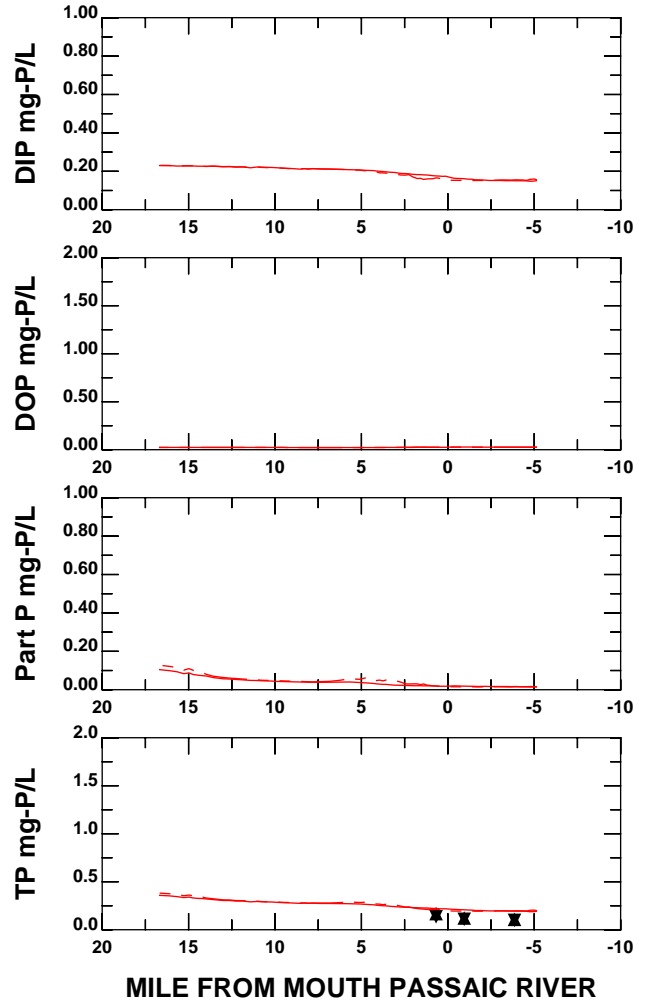 DIP mg-P/L
1.00
0.80
0.60
0.40
0.20
0.00
20 15 10 5 0 -5 -10
DOP mg-P/L
2.00
1.50
1.00
0.50
0.00
20 15 10 5 0 -5 -10
Part P mg-P/L
1.00
0.80
0.60
0.40
0.20
0.00
20 15 10 5 0 -5 -10
TP mg-P/L
2.0
1.5
1.0
0.5
0.0
20 15 10 5 0 -5 -10
MILE FROM MOUTH PASSAIC RIVER